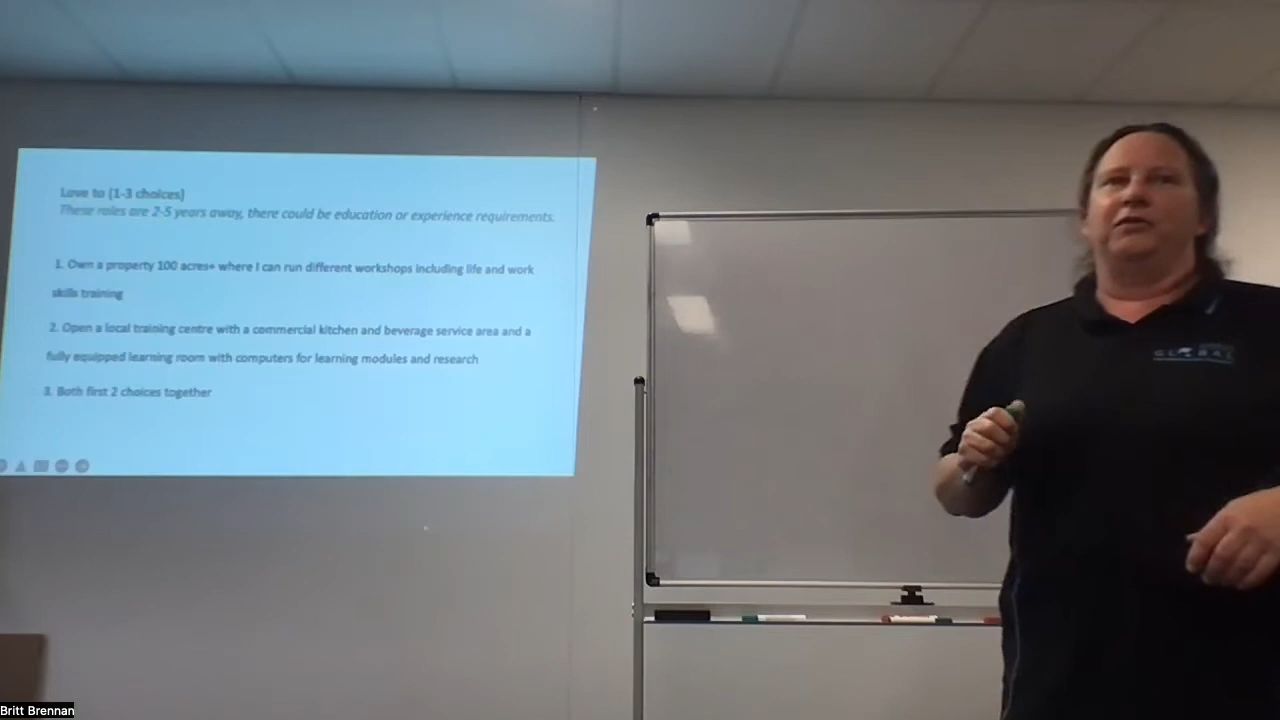 Love to (1-3 choices)
These roles are 2-5 years away, there could be education or experience requirements.
1. Own a property 100 acres+ where I can run different workshops including life and work
skills training
2. Open a local training centre with a commercial kitchen and beverage service area and a
fully equipped learning room with computers for learning modules and research
3. Both first 2 choices together
GLOBAL
Britt Brennan